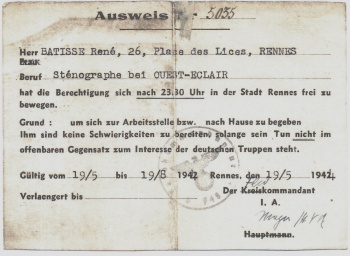 Ausweis Nr. 5035
Herr BATISSE René, 26, Place des Lices, RENNES
Frau
Beruf Sténographe bei OUEST-ECLAIR
hat die Berechtigung sich nach 23.30 Uhr in der Stadt Rennes frei zu
bewegen.
Grund : um sich zur Arbeitsstelle bzw. nach Hause zu begeben
Ihm sind keine Schwierigkeiten zu bereiten, solange sein Tun nicht im
offenbaren Gegensatz zum Interesse der deutschen Truppen steht.
Gültig vom 19/5 bis 19/8 1942 Rennes, den 19/5 1942,
Verlaengert bis Der Kreiskommandant
I. A.
Hauptmann.